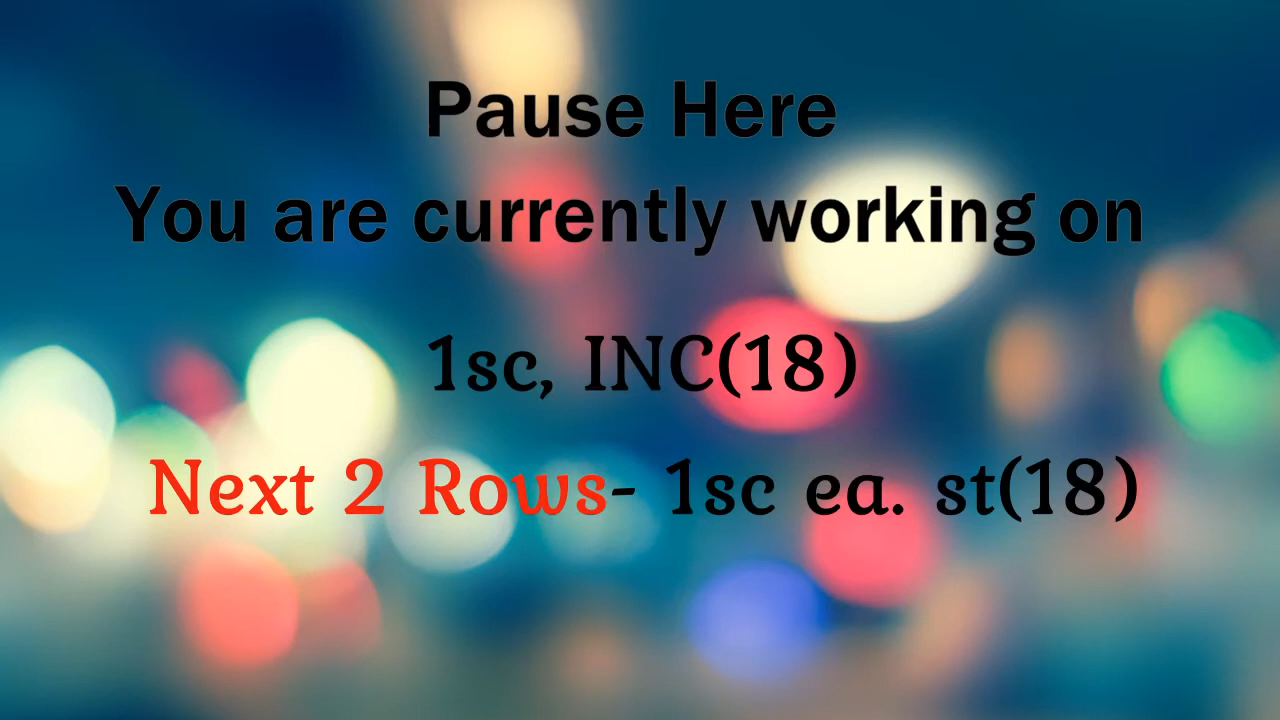 Pause Here
You are currently working on
1sc, INC(18)
Next 2 Rows- 1sc ea. st(18)